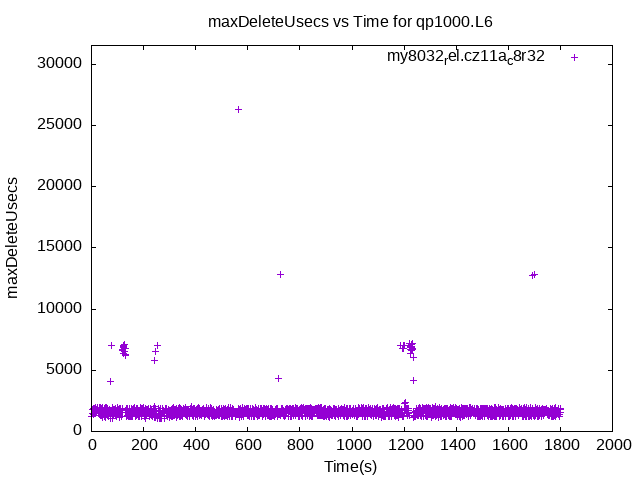 maxDeleteUsecs vs Time for qp1000.L6
my8032rel.cz11ac8r32
30000
25000
20000
15000
10000
5000
0
maxDeleteUsecs
0 200 400 600 800 1000 1200 1400 1600 1800 2000
Time(s)